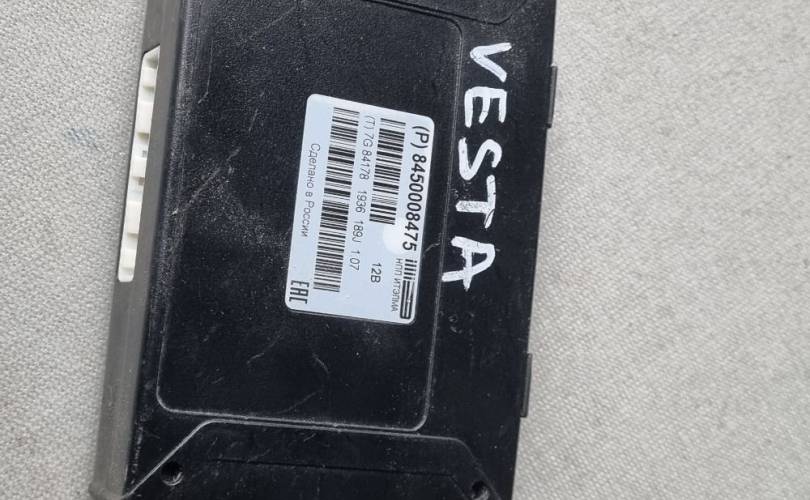 VESTA
(P) 8450008475
НПП ИТЭЛМА
12В
(T) 7G 84178 1936 189J 1.07
Сделано в России
EAC